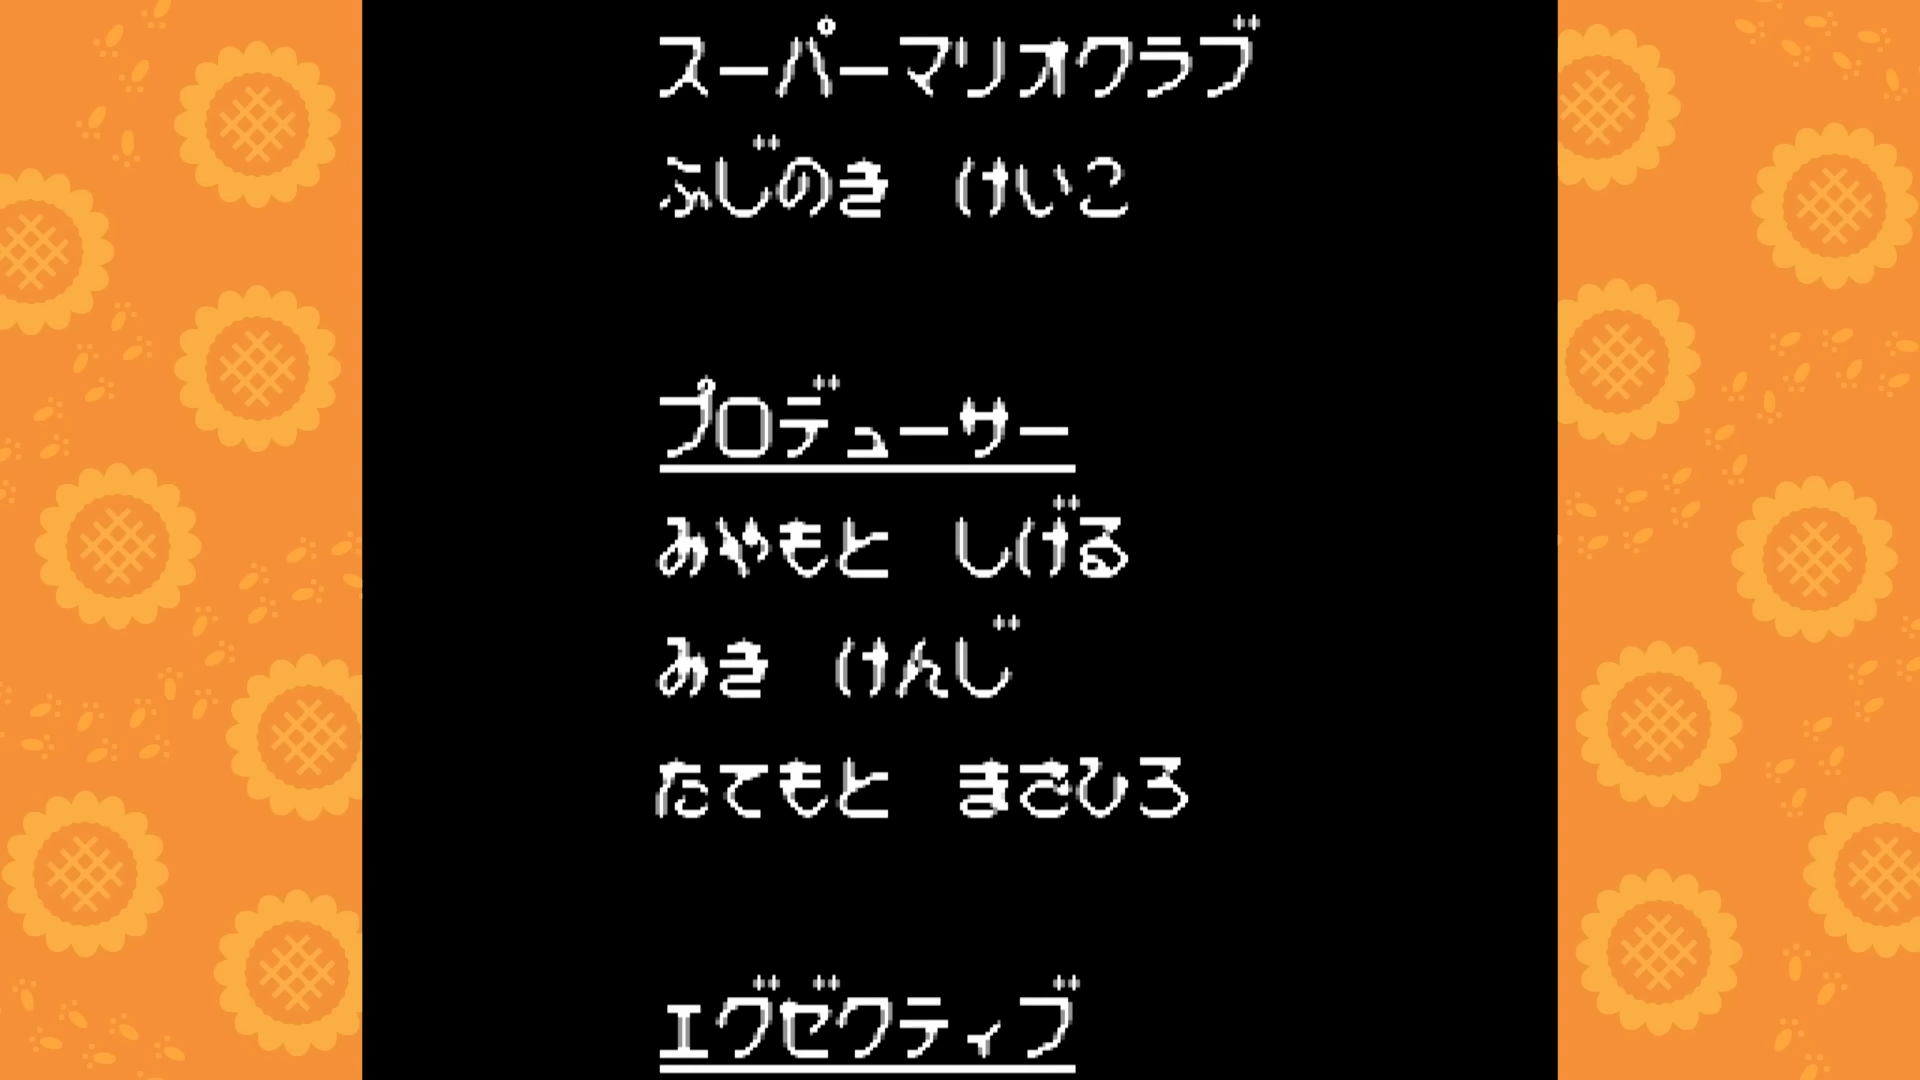 スーパーマリオクラブ
ふじのき　けいこ
プロデューサー
みやもと　しげる
みき　けんじ
たてもと　まさひろ
エグゼクティブ